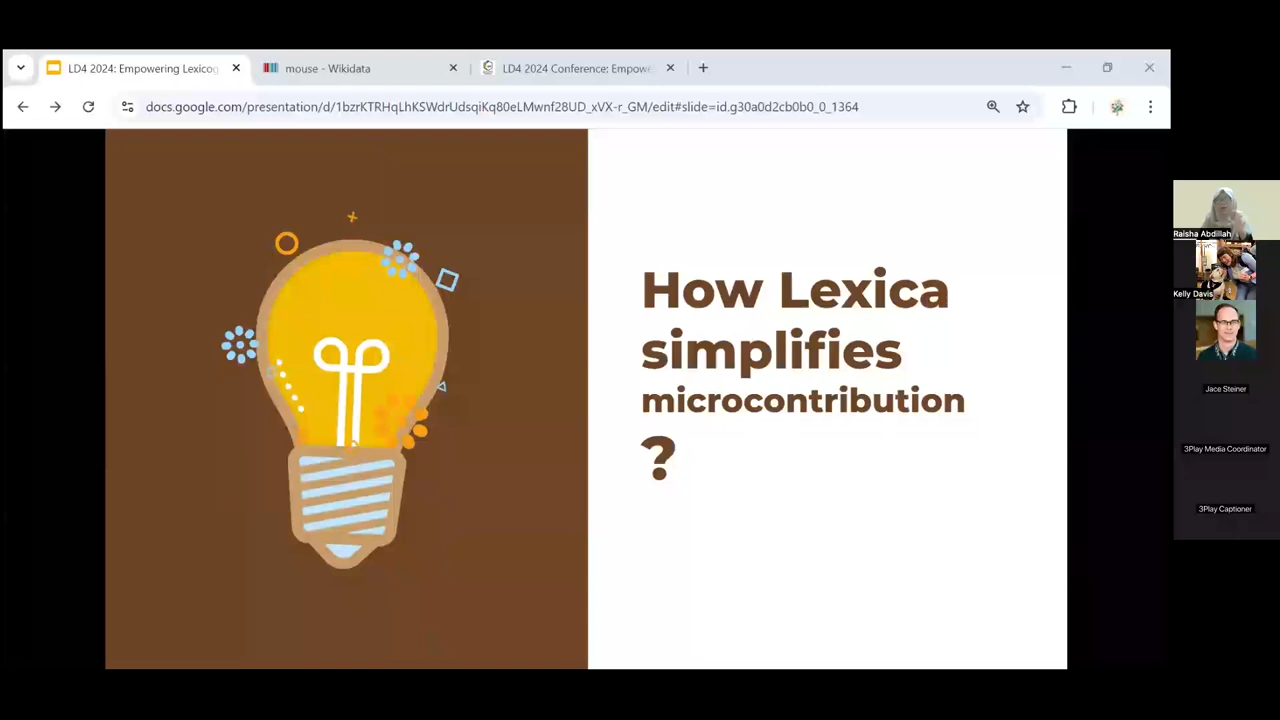 LD4 2024: Empowering Lexicog
mouse - Wikidata
LD4 2024 Conference: Empowe
docs.google.com/presentation/d/1bzrKTRHqLhKSWdrUdsqiKq80eLMwnf28UD_xVX-r_GM/edit#slide=id.g30a0d2cb0b0_0_1364
How Lexica
simplifies
microcontribution
?
Raisha Abdillah
Kelly Davis
Jace Steiner
3Play Media Coordinator
3Play Captioner